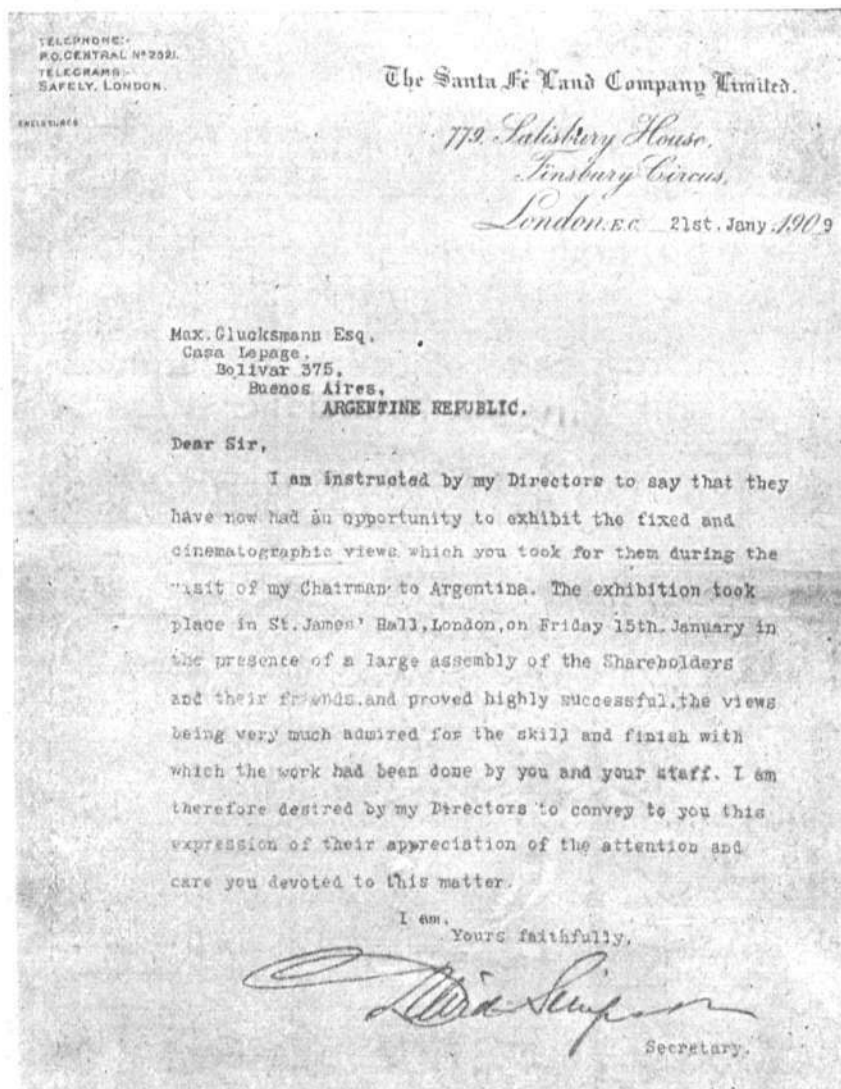 TELEPHONE:-
P.O. CENTRAL Nº 2521.
TELEGRAMS:-
SAFELY, LONDON.
ENCLOSURES
The Santa Fé Land Company Limited.
779, Salisbury House,
Finsbury Circus,
London, E.C. 21st. Jany. 1909
Max. Glucksmann Esq.
Casa Lepage.
Bolivar 375,
Buenos Aires,
ARGENTINE REPUBLIC.
Dear Sir,
I am instructed by my Directors to say that they
have now had an opportunity to exhibit the fixed and
cinematographic views which you took for them during the
visit of my Chairman to Argentina. The exhibition took
place in St. James' Hall, London, on Friday 15th. January in
the presence of a large assembly of the Shareholders
and their friends, and proved highly successful, the views
being very much admired for the skill and finish with
which the work had been done by you and your staff. I am
therefore desired by my Directors to convey to you this
expression of their appreciation of the attention and
care you devoted to this matter.
I am,
Yours faithfully,
David Simpson
Secretary.